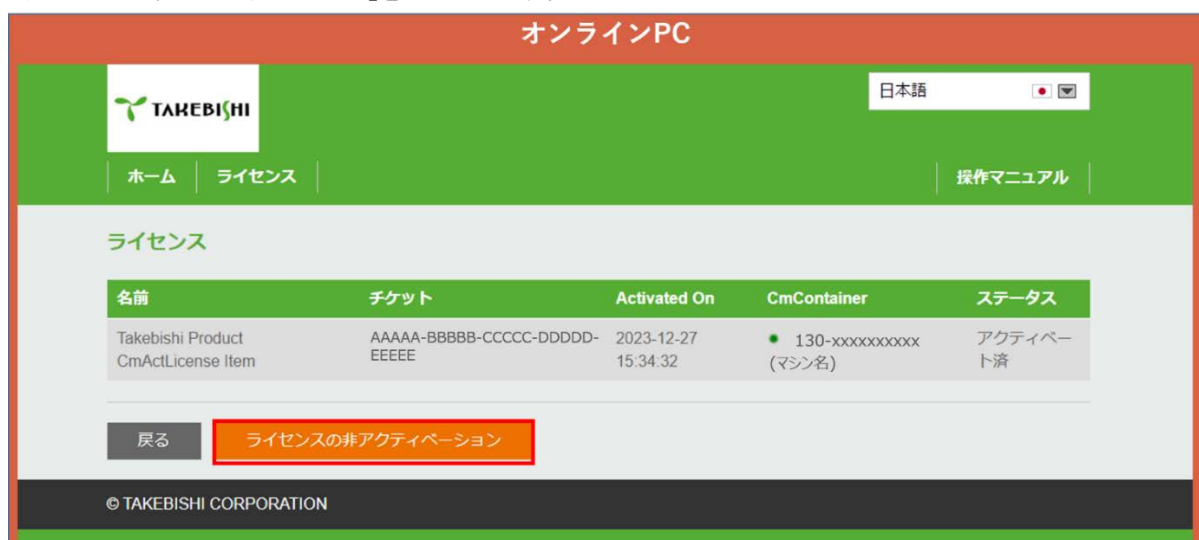 オンラインPC
TAKEBISHI
日本語
ホーム ライセンス 操作マニュアル
ライセンス
名前 チケット Activated On CmContainer ステータス
Takebishi Product AAAAA-BBBBB-CCCCC-DDDDD- 2023-12-27 130-xxxxxxxxxx アクティベー
CmActLicense Item EEEEE 15:34:32 (マシン名) ト済
戻る ライセンスの非アクティベーション
© TAKEBISHI CORPORATION